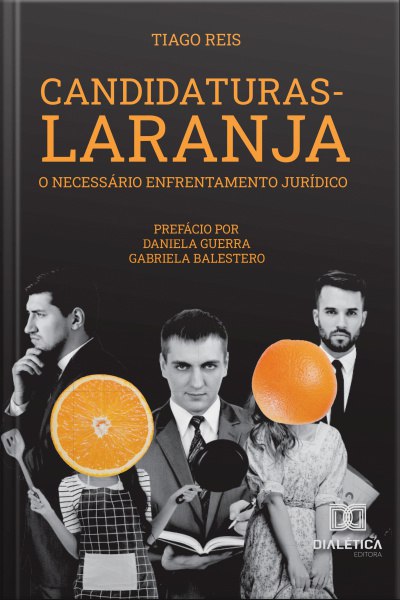 TIAGO REIS
CANDIDATURAS-
LARANJA
O NECESSÁRIO ENFRENTAMENTO JURÍDICO
PREFÁCIO POR
DANIELA GUERRA
GABRIELA BALESTERO
DIALÉTICA
EDITORA